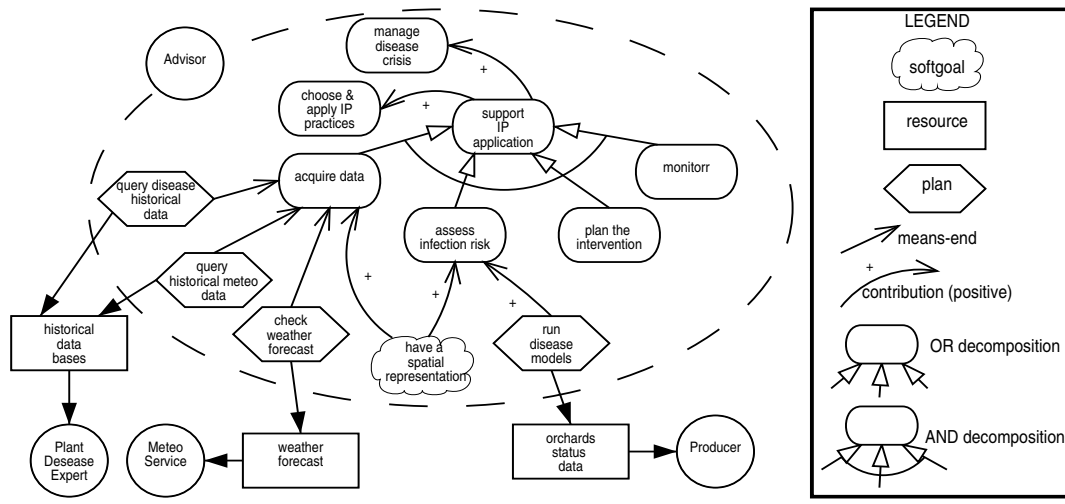 manage
disease
crisis
+
Advisor
choose &
apply IP
practices
+
support
IP
application
monitorr
acquire data
query disease
historical
data
assess
infection risk
plan the
intervention
query
historical meteo
data
+
+
+
check
weather
forecast
have a
spatial
representation
run
disease
models
historical
data
bases
Plant
Desease
Expert
Meteo
Service
weather
forecast
orchards
status
data
Producer
LEGEND
softgoal
resource
plan
means-end
+
contribution (positive)
OR decomposition
AND decomposition